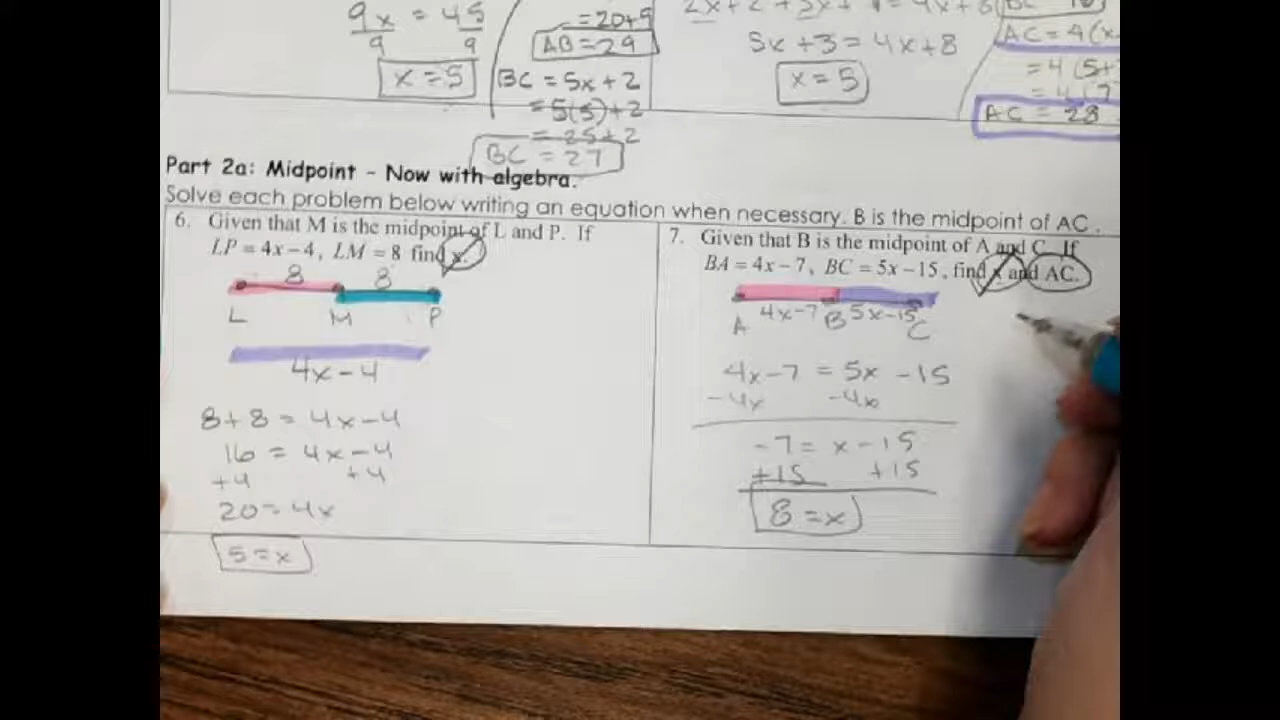 9x = 45
9 9
x = 5
= 20+9
AB = 29
BC = 5x + 2
= 5(5) + 2
= 25 + 2
BC = 27
5x + 3 = 4x + 8
x = 5
AC = 4(x
= 4(5+
= 4(7
AC = 28
Part 2a: Midpoint - Now with algebra.
Solve each problem below writing an equation when necessary. B is the midpoint of AC.
6. Given that M is the midpoint of L and P. If
LP = 4x – 4, LM = 8 find x.
8 8
L M P
4x – 4
8 + 8 = 4x – 4
16 = 4x – 4
+4 +4
20 = 4x
5 = x
7. Given that B is the midpoint of A and C. If
BA = 4x – 7, BC = 5x – 15, find x and AC.
A 4x – 7 B 5x – 15 C
4x – 7 = 5x – 15
– 4x – 4x
– 7 = x – 15
+ 15 + 15
8 = x